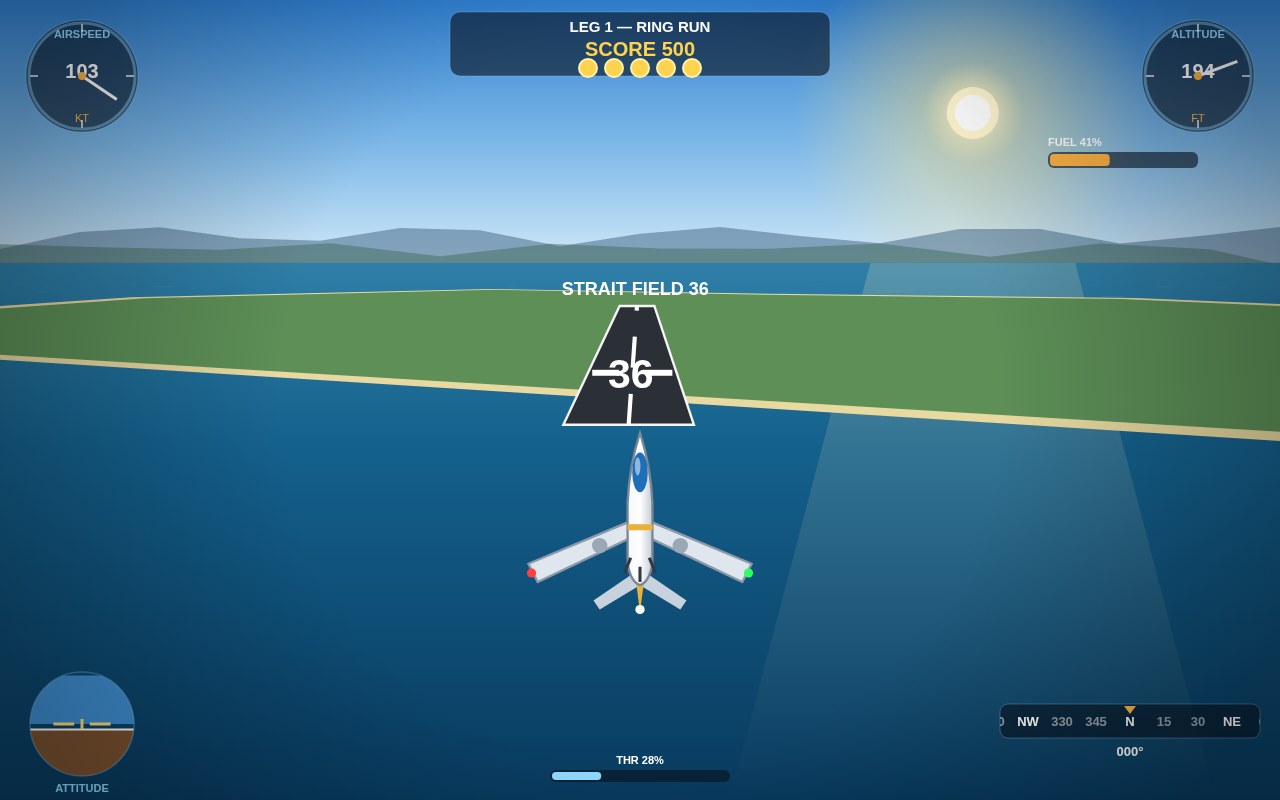 AIRSPEED
103
KT
LEG 1 — RING RUN
SCORE 500
ALTITUDE
194
FT
FUEL 41%
STRAIT FIELD 36
36
ATTITUDE
THR 28%
NW 330 345 N 15 30 NE
000°